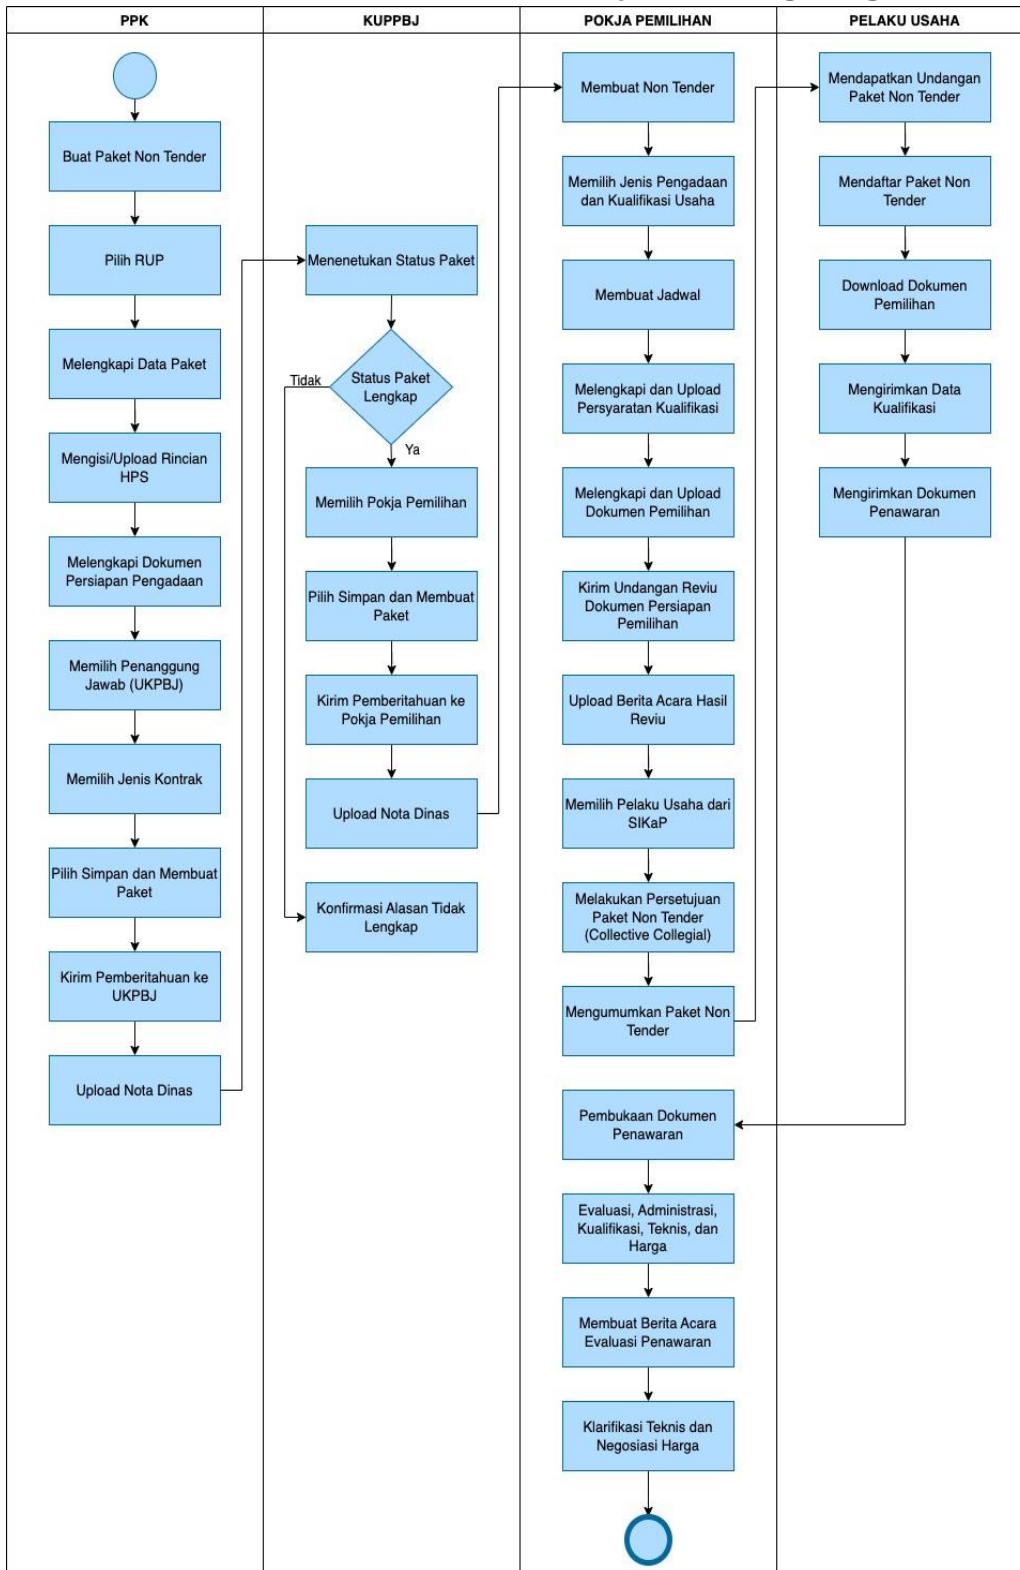 PPK
KUPPBJ
POKJA PEMILIHAN
PELAKU USAHA
Buat Paket Non Tender
Pilih RUP
Melengkapi Data Paket
Mengisi/Upload Rincian
HPS
Melengkapi Dokumen
Persiapan Pengadaan
Memilih Penanggung
Jawab (UKPBJ)
Memilih Jenis Kontrak
Pilih Simpan dan Membuat
Paket
Kirim Pemberitahuan ke
UKPBJ
Upload Nota Dinas
Menenetukan Status Paket
Status Paket
Lengkap
Tidak
Ya
Memilih Pokja Pemilihan
Pilih Simpan dan Membuat
Paket
Kirim Pemberitahuan ke
Pokja Pemilihan
Upload Nota Dinas
Konfirmasi Alasan Tidak
Lengkap
Membuat Non Tender
Memilih Jenis Pengadaan
dan Kualifikasi Usaha
Membuat Jadwal
Melengkapi dan Upload
Persyaratan Kualifikasi
Melengkapi dan Upload
Dokumen Pemilihan
Kirim Undangan Reviu
Dokumen Persiapan
Pemilihan
Upload Berita Acara Hasil
Reviu
Memilih Pelaku Usaha dari
SIKaP
Melakukan Persetujuan
Paket Non Tender
(Collective Collegial)
Mengumumkan Paket Non
Tender
Mendapatkan Undangan
Paket Non Tender
Mendaftar Paket Non
Tender
Download Dokumen
Pemilihan
Mengirimkan Data
Kualifikasi
Mengirimkan Dokumen
Penawaran
Pembukaan Dokumen
Penawaran
Evaluasi, Administrasi,
Kualifikasi, Teknis, dan
Harga
Membuat Berita Acara
Evaluasi Penawaran
Klarifikasi Teknis dan
Negosiasi Harga